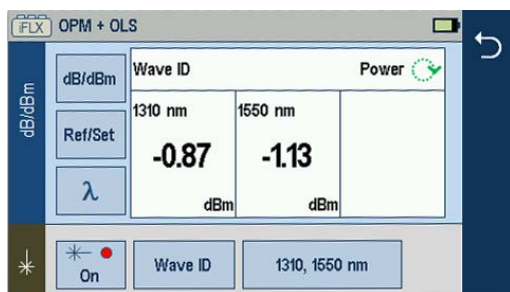 iFLX OPM + OLS
dB/dBm
dB/dBm
Wave ID Power
Ref/Set
1310 nm 1550 nm
-0.87 -1.13
dBm dBm
λ
On
Wave ID
1310, 1550 nm